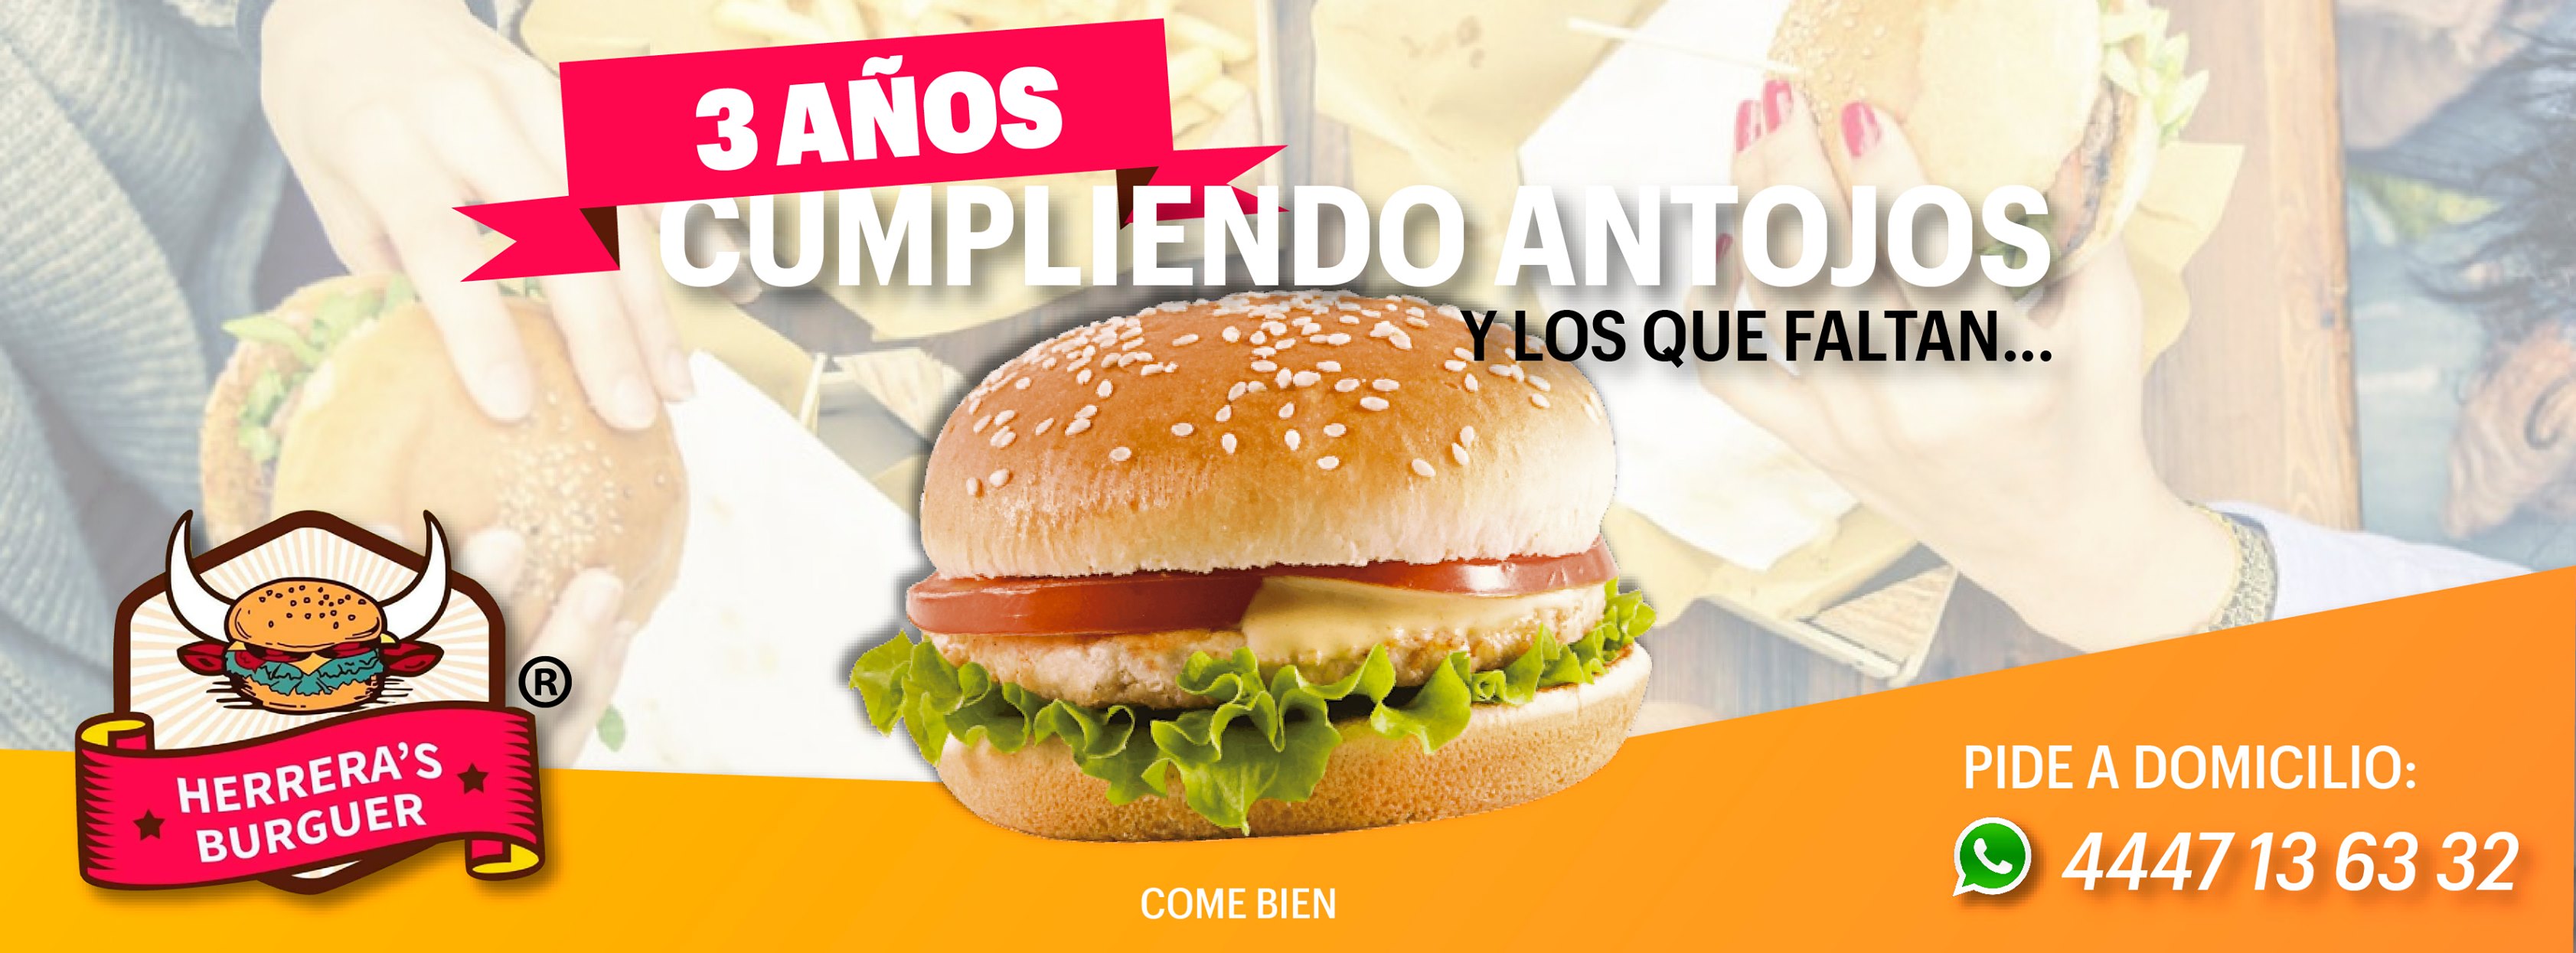 3 AÑOS
CUMPLIENDO ANTOJOS
Y LOS QUE FALTAN...
®
HERRERA'S
BURGUER
PIDE A DOMICILIO:
4447 13 63 32
COME BIEN